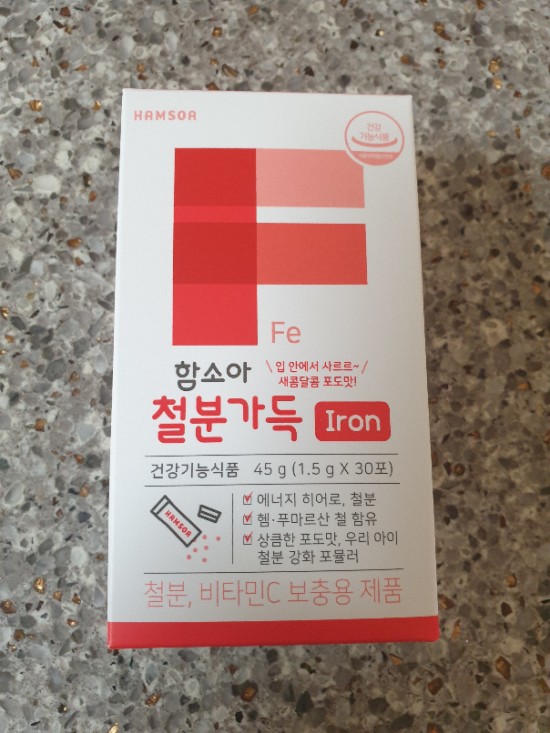 HAMSOA
건강
기능식품
F
Fe
함소아
\ 입 안에서 사르르~ /
새콤달콤 포도맛!
철분가득 Iron
건강기능식품 45 g (1.5 g X 30포)
HAMSOA
☑ 에너지 히어로, 철분
☑ 헴·푸마르산 철 함유
☑ 상큼한 포도맛, 우리 아이
철분 강화 포뮬러
철분, 비타민C 보충용 제품